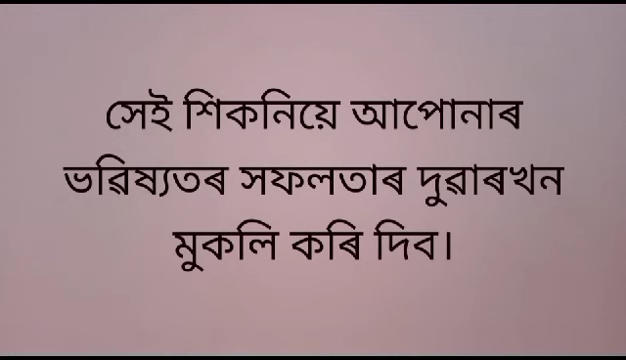 সেই শিকনিয়ে আপোনাৰ
ভৱিষ্যতৰ সফলতাৰ দুৱাৰখন
মুকলি কৰি দিব।